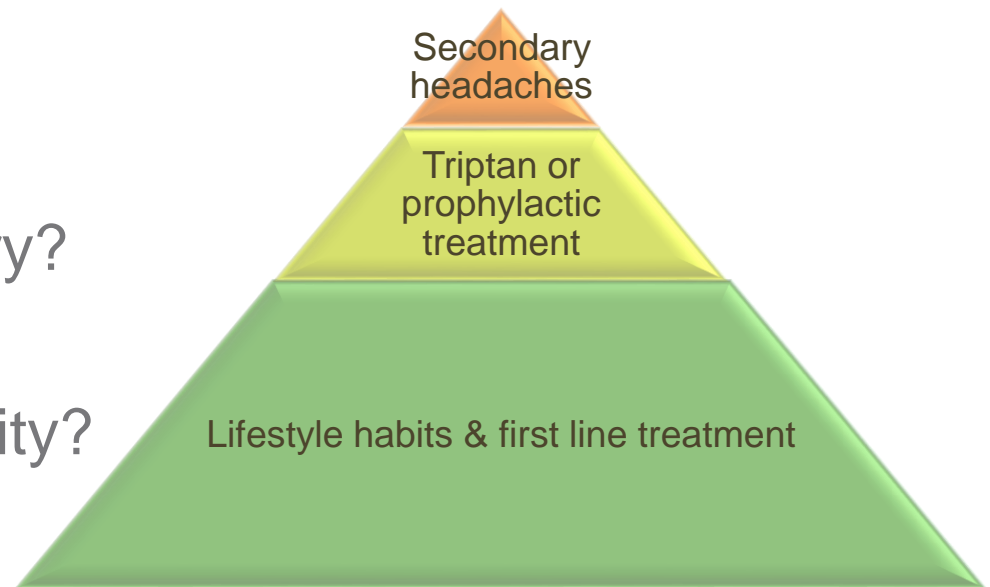 Secondary
headaches
Triptan or
prophylactic
treatment
y?
Lifestyle habits & first line treatment
ity?